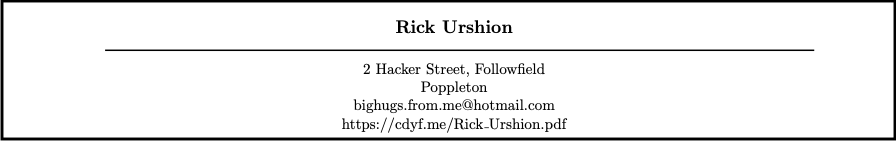 Rick Urshion
2 Hacker Street, Followfield
Poppleton
bighugs.from.me@hotmail.com
https://cdyf.me/Rick_Urshion.pdf